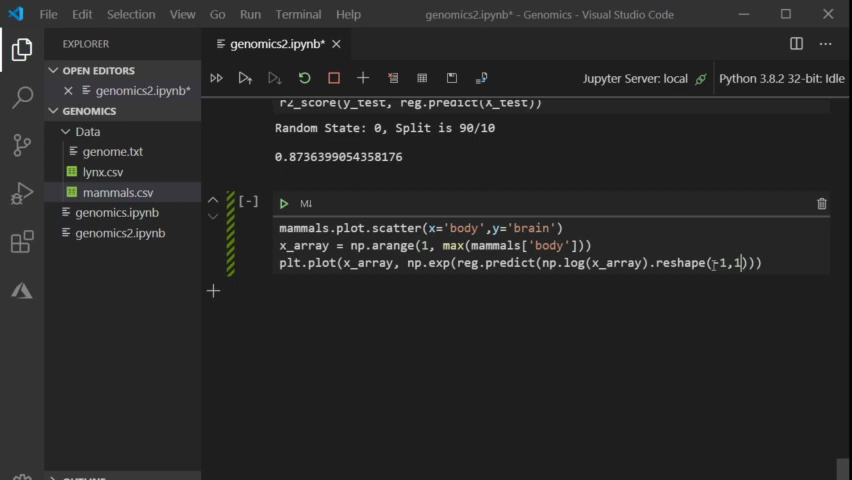 File Edit Selection View Go Run Terminal Help genomics2.ipynb* - Genomics - Visual Studio Code
EXPLORER
genomics2.ipynb*
OPEN EDITORS
genomics2.ipynb*
GENOMICS
Data
genome.txt
lynx.csv
mammals.csv
genomics.ipynb
genomics2.ipynb
Jupyter Server: local Python 3.8.2 32-bit: Idle
r2_score(y_test, reg.predict(X_test))
Random State: 0, Split is 90/10
0.8736399054358176
[-]
M↓
mammals.plot.scatter(x='body',y='brain')
x_array = np.arange(1, max(mammals['body']))
plt.plot(x_array, np.exp(reg.predict(np.log(x_array).reshape(-1,1)))
OUTLINE